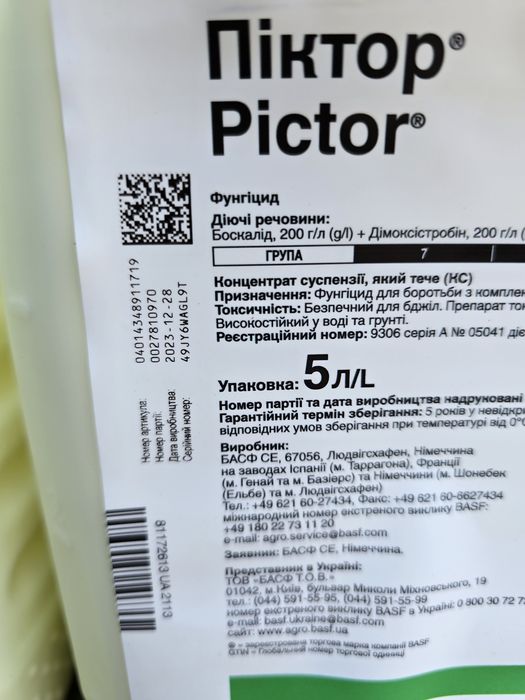 Піктор®
Pictor®
Фунгіцид
Діючі речовини:
Боскалід, 200 г/л (g/l) + Дімоксістробін, 200 г/л (
ГРУПА 7
Концентрат суспензії, який тече (КС)
Призначення: Фунгіцид для боротьби з
Токсичність: Безпечний для бджіл. Препарат
Високостійкий у воді та грунті.
Реєстраційний номер: 9306 серія А № 05041
Упаковка: 5 Л/L
Номер партії та дата виробництва надруковані
Гарантійний термін зберігання: 5 років у
відповідних умов зберігання при температурі від 0°
Виробник:
БАСФ СЕ, 67056, Людвігсхафен, Німеччина
на заводах Іспанії (м. Таррагона), Франції
(м. Генай та м. Базіерс) та Німеччини (м. Шонебек
(Ельбе) та м. Людвігсхафен)
Тел.: +49 621 60-27434, Факс: +49 621 60-6627434
міжнародний номер екстреного виклику BASF:
+49 180 22 73 11 20
e-mail: agro.service@basf.com
Заявник: БАСФ СЕ, Німеччина.
Представник в Україні:
ТОВ «БАСФ Т.О.В.»
01042, м.Київ, бульвар Миколи Міхновського, 19
тел.: (044) 591-55-95, (044) 591-55-99
номер екстреного виклику BASF в Україні: 0 800 30 72
e-mail: basf.ukraine@basf.com
сайт: www.agro.basf.ua
® = зареєстрована торгова марка компанії BASF
GTIN = Глобальний номер торгової одиниці
Номер артикула: 04014348911719
Номер партії: 0027810970
Дата виробництва: 2023-12-28
Серійний номер: 49JY6WAGL9T
81172613 UA 2113